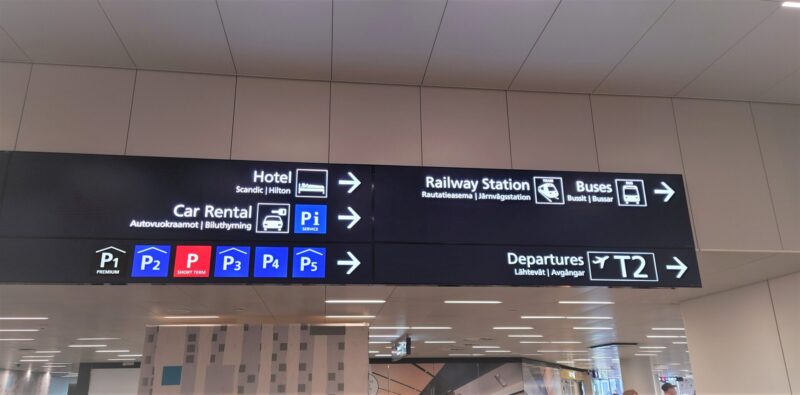 Hotel
Scandic | Hilton
Car Rental
Autovuokraamot | Biluthyrning
Pi
SERVICE
P1
PREMIUM
P2
P
SHORT TERM
P3
P4
P5
Railway Station
Rautatieasema | Järnvägsstation
Buses
Bussit | Bussar
Departures
Lähtevät | Avgångar
T2